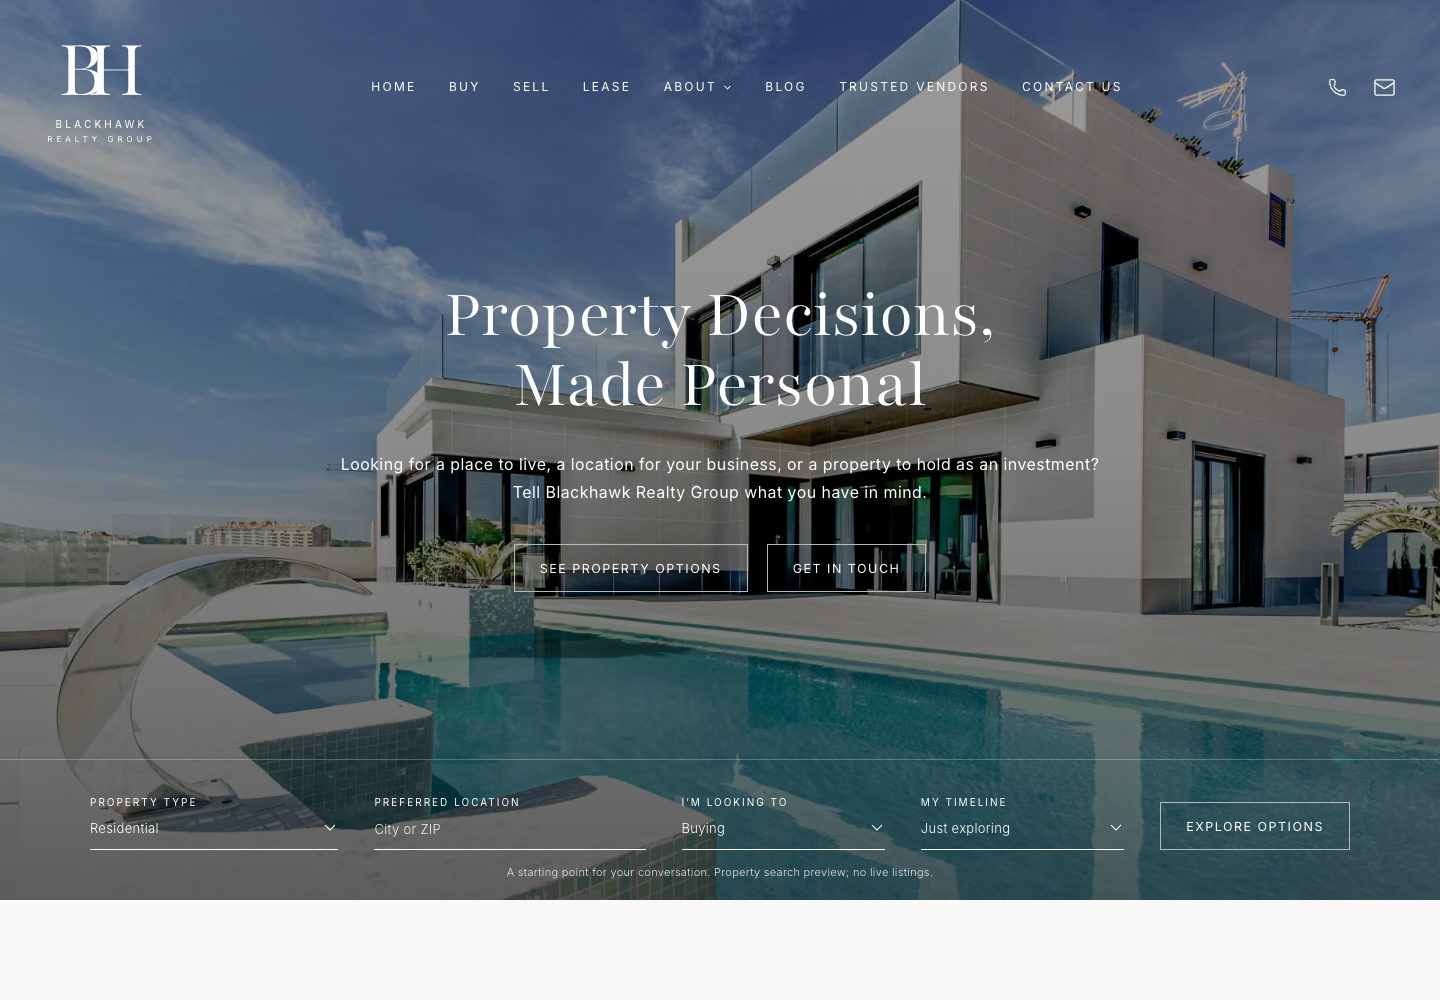 BH
BLACKHAWK
REALTY GROUP
HOME BUY SELL LEASE ABOUT BLOG TRUSTED VENDORS CONTACT US
Property Decisions,
Made Personal
Looking for a place to live, a location for your business, or a property to hold as an investment?
Tell Blackhawk Realty Group what you have in mind.
SEE PROPERTY OPTIONS GET IN TOUCH
PROPERTY TYPE PREFERRED LOCATION I'M LOOKING TO MY TIMELINE
Residential City or ZIP Buying Just exploring EXPLORE OPTIONS
A starting point for your conversation. Property search preview; no live listings.